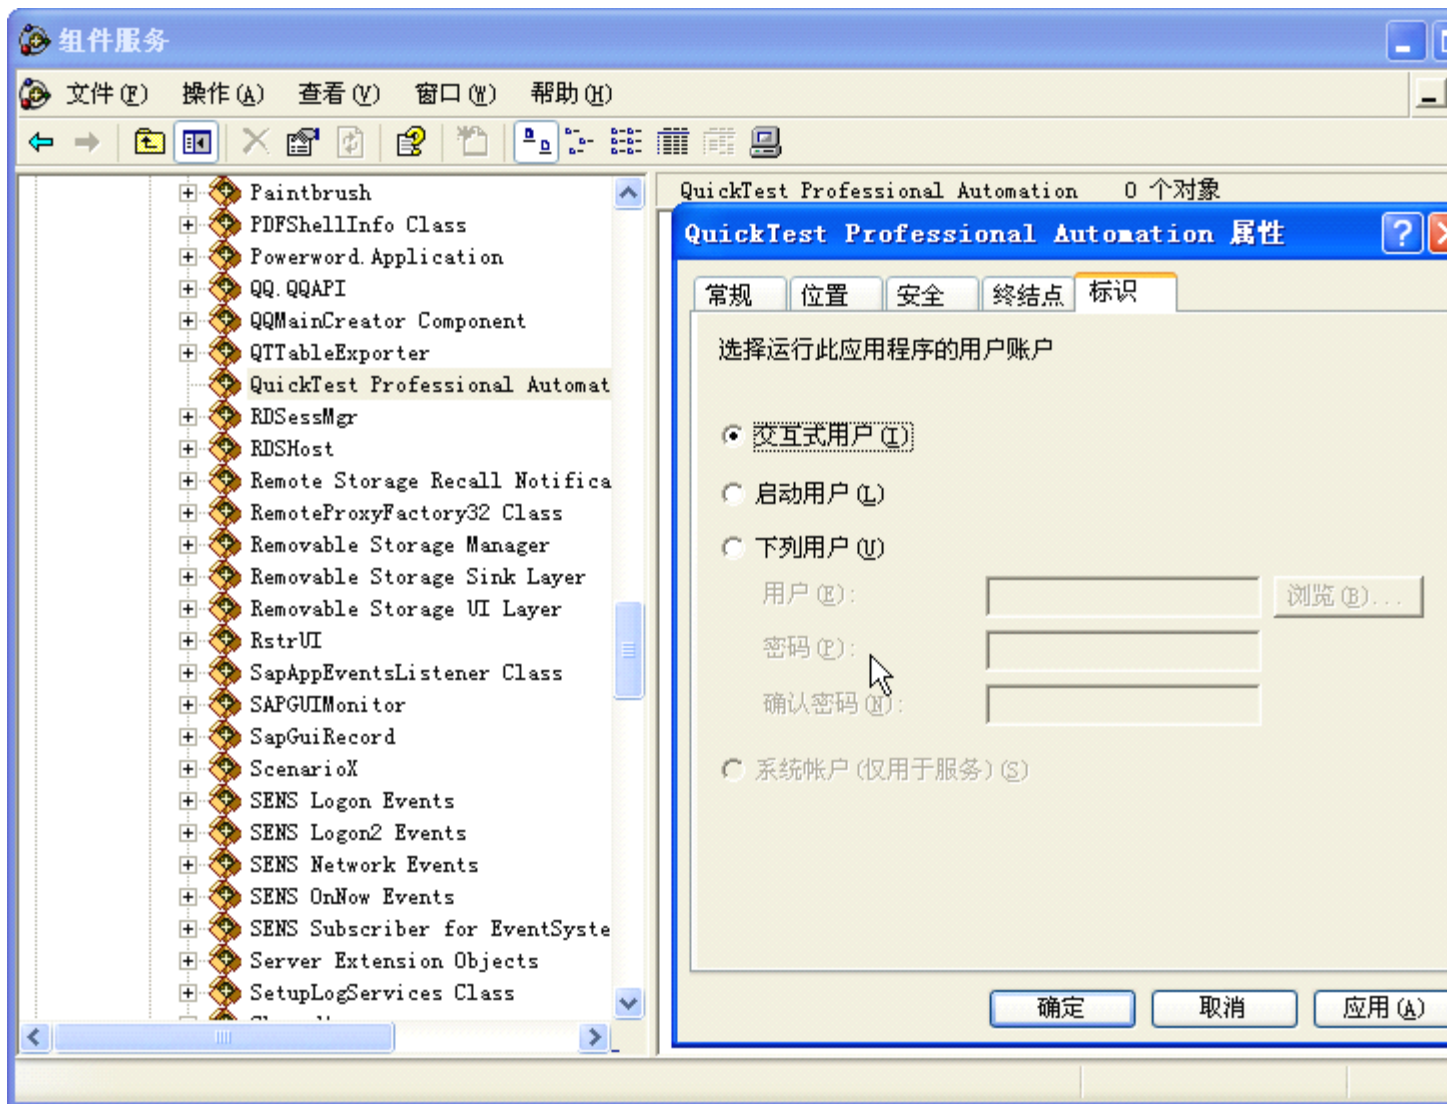 组件服务
文件(F) 操作(A) 查看(V) 窗口(W) 帮助(H)
Paintbrush
PDFShellInfo Class
Powerword.Application
QQ.QQAPI
QQMainCreator Component
QTTableExporter
QuickTest Professional Automat
RDSessMgr
RDSHost
Remote Storage Recall Notifica
RemoteProxyFactory32 Class
Removable Storage Manager
Removable Storage Sink Layer
Removable Storage UI Layer
RstrUI
SapAppEventsListener Class
SAPGUIMonitor
SapGuiRecord
ScenarioX
SENS Logon Events
SENS Logon2 Events
SENS Network Events
SENS OnNow Events
SENS Subscriber for EventSyste
Server Extension Objects
SetupLogServices Class
QuickTest Professional Automation 0 个对象
QuickTest Professional Automation 属性
常规 位置 安全 终结点 标识
选择运行此应用程序的用户账户
交互式用户(I)
启动用户(L)
下列用户(U)
用户(E): 浏览(B)...
密码(P):
确认密码(N):
系统帐户(仅用于服务)(S)
确定 取消 应用(A)